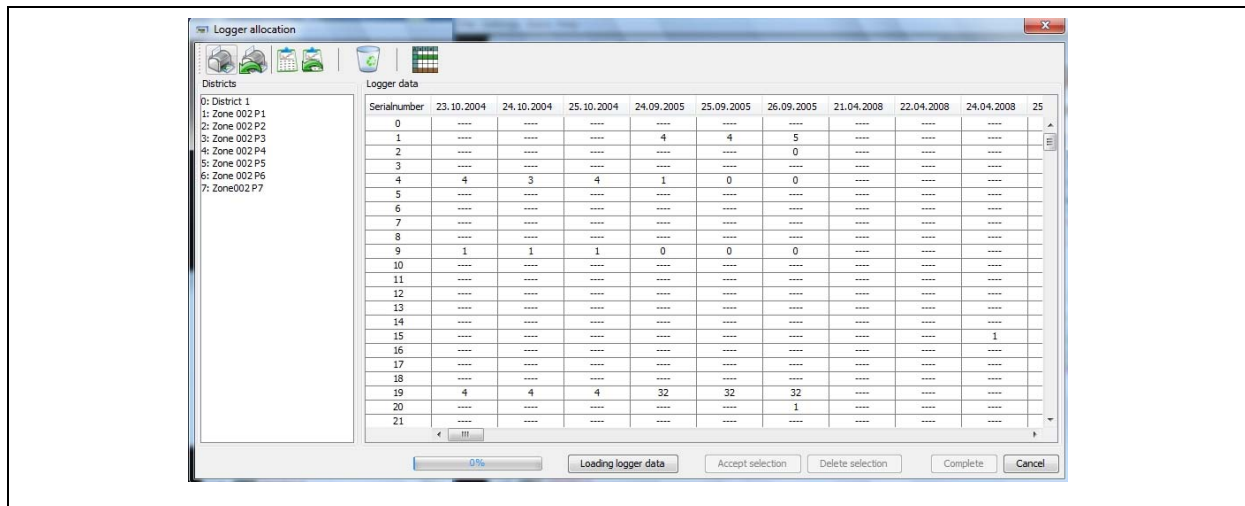 Logger allocation
Districts
0: District 1
1: Zone 002 P1
2: Zone 002 P2
3: Zone 002 P3
4: Zone 002 P4
5: Zone 002 P5
6: Zone 002 P6
7: Zone002 P7
Logger data
Serialnumber 23.10.2004 24.10.2004 25.10.2004 24.09.2005 25.09.2005 26.09.2005 21.04.2008 22.04.2008 24.04.2008 25
0 ---- ---- ---- ---- ---- ---- ---- ---- ----
1 ---- ---- ---- 4 4 5 ---- ---- ----
2 ---- ---- ---- ---- ---- 0 ---- ---- ----
3 ---- ---- ---- ---- ---- ---- ---- ---- ----
4 4 3 4 1 0 0 ---- ---- ----
5 ---- ---- ---- ---- ---- ---- ---- ---- ----
6 ---- ---- ---- ---- ---- ---- ---- ---- ----
7 ---- ---- ---- ---- ---- ---- ---- ---- ----
8 ---- ---- ---- ---- ---- ---- ---- ---- ----
9 1 1 1 0 0 0 ---- ---- ----
10 ---- ---- ---- ---- ---- ---- ---- ---- ----
11 ---- ---- ---- ---- ---- ---- ---- ---- ----
12 ---- ---- ---- ---- ---- ---- ---- ---- ----
13 ---- ---- ---- ---- ---- ---- ---- ---- ----
14 ---- ---- ---- ---- ---- ---- ---- ---- ----
15 ---- ---- ---- ---- ---- ---- ---- ---- 1
16 ---- ---- ---- ---- ---- ---- ---- ---- ----
17 ---- ---- ---- ---- ---- ---- ---- ---- ----
18 ---- ---- ---- ---- ---- ---- ---- ---- ----
19 4 4 4 32 32 32 ---- ---- ----
20 ---- ---- ---- ---- ---- 1 ---- ---- ----
21 ---- ---- ---- ---- ---- ---- ---- ---- ----
0% Loading logger data Accept selection Delete selection Complete Cancel